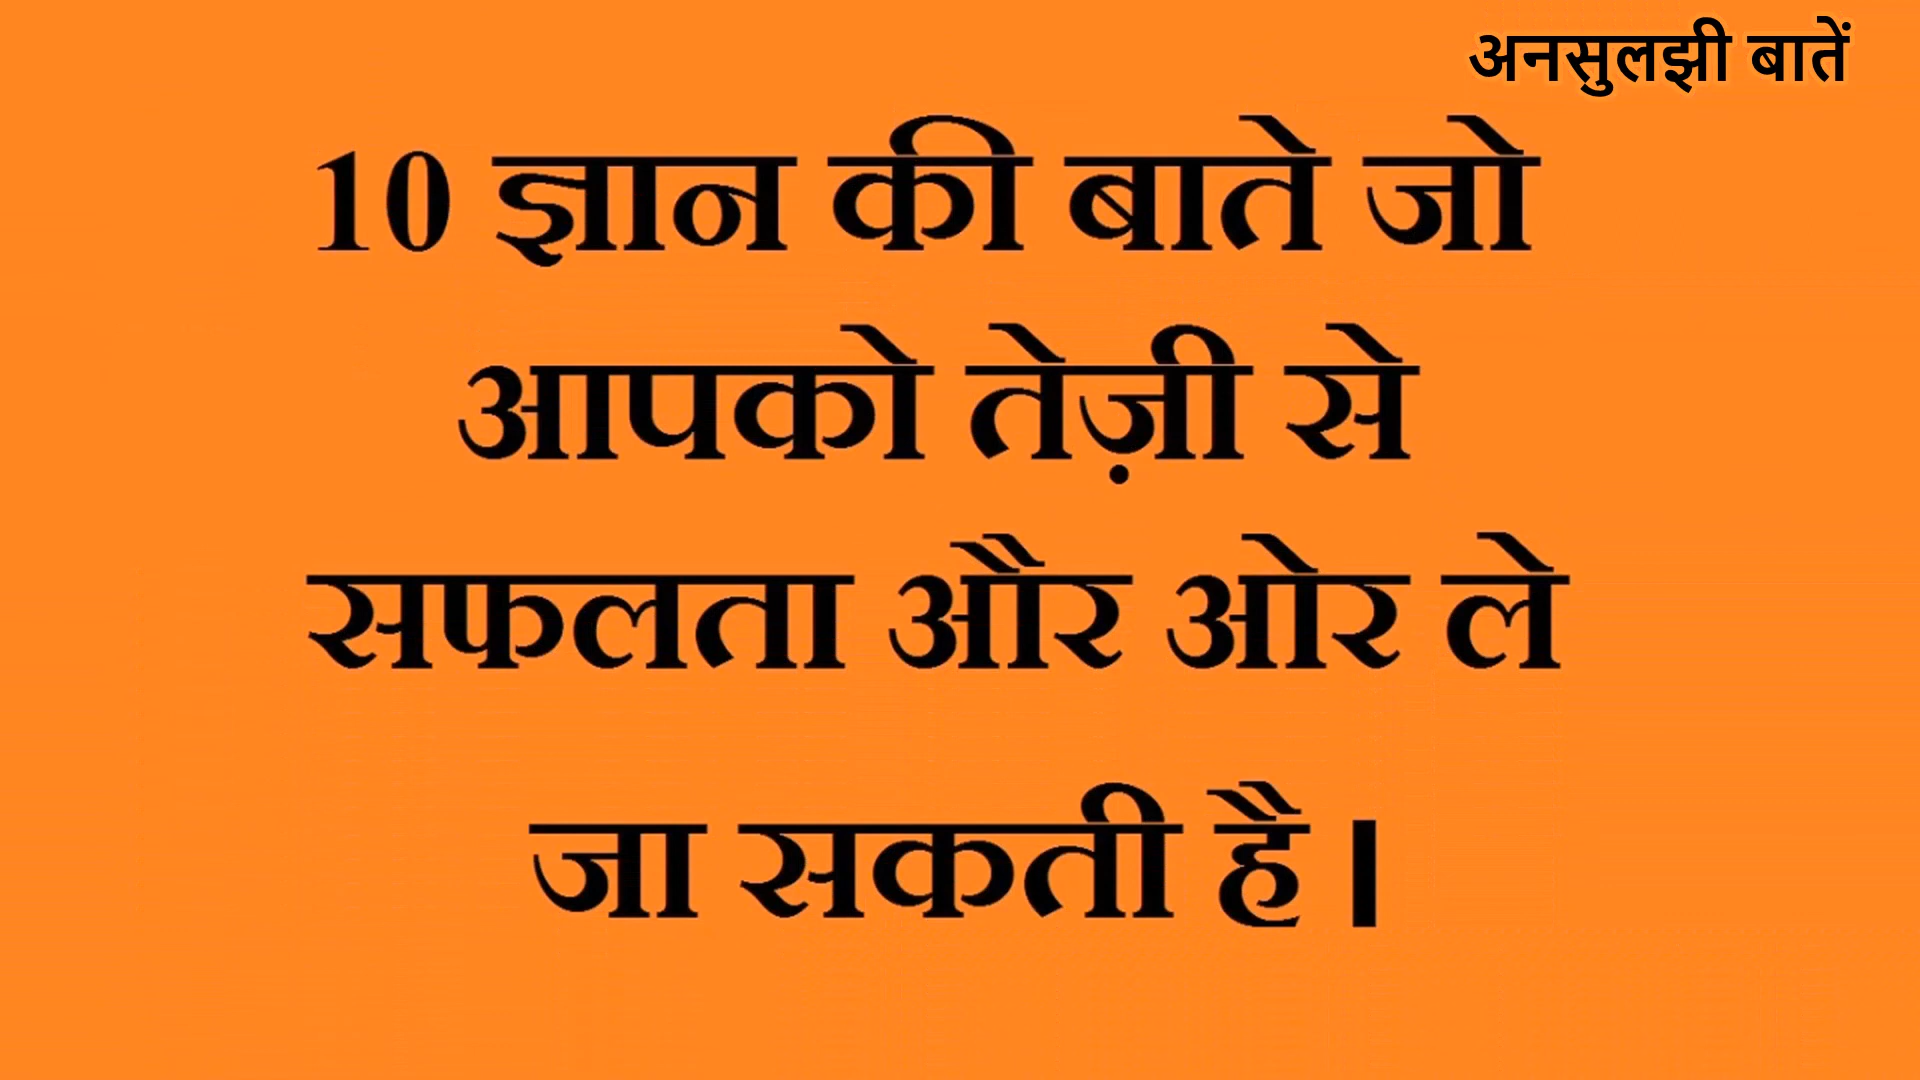 अनसुलझी बातें
10 ज्ञान की बाते जो
आपको तेज़ी से
सफलता और ओर ले
जा सकती है।